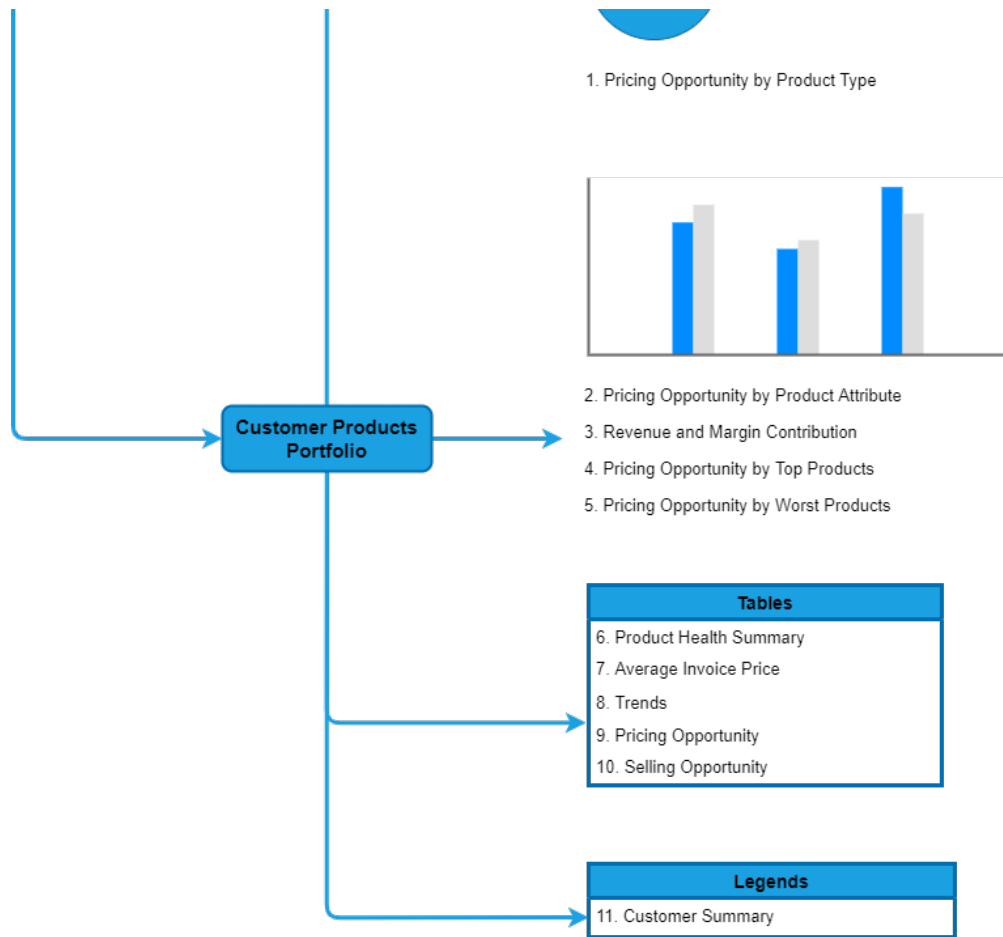 1. Pricing Opportunity by Product Type
Customer Products
Portfolio
2. Pricing Opportunity by Product Attribute
3. Revenue and Margin Contribution
4. Pricing Opportunity by Top Products
5. Pricing Opportunity by Worst Products
Tables
6. Product Health Summary
7. Average Invoice Price
8. Trends
9. Pricing Opportunity
10. Selling Opportunity
Legends
11. Customer Summary